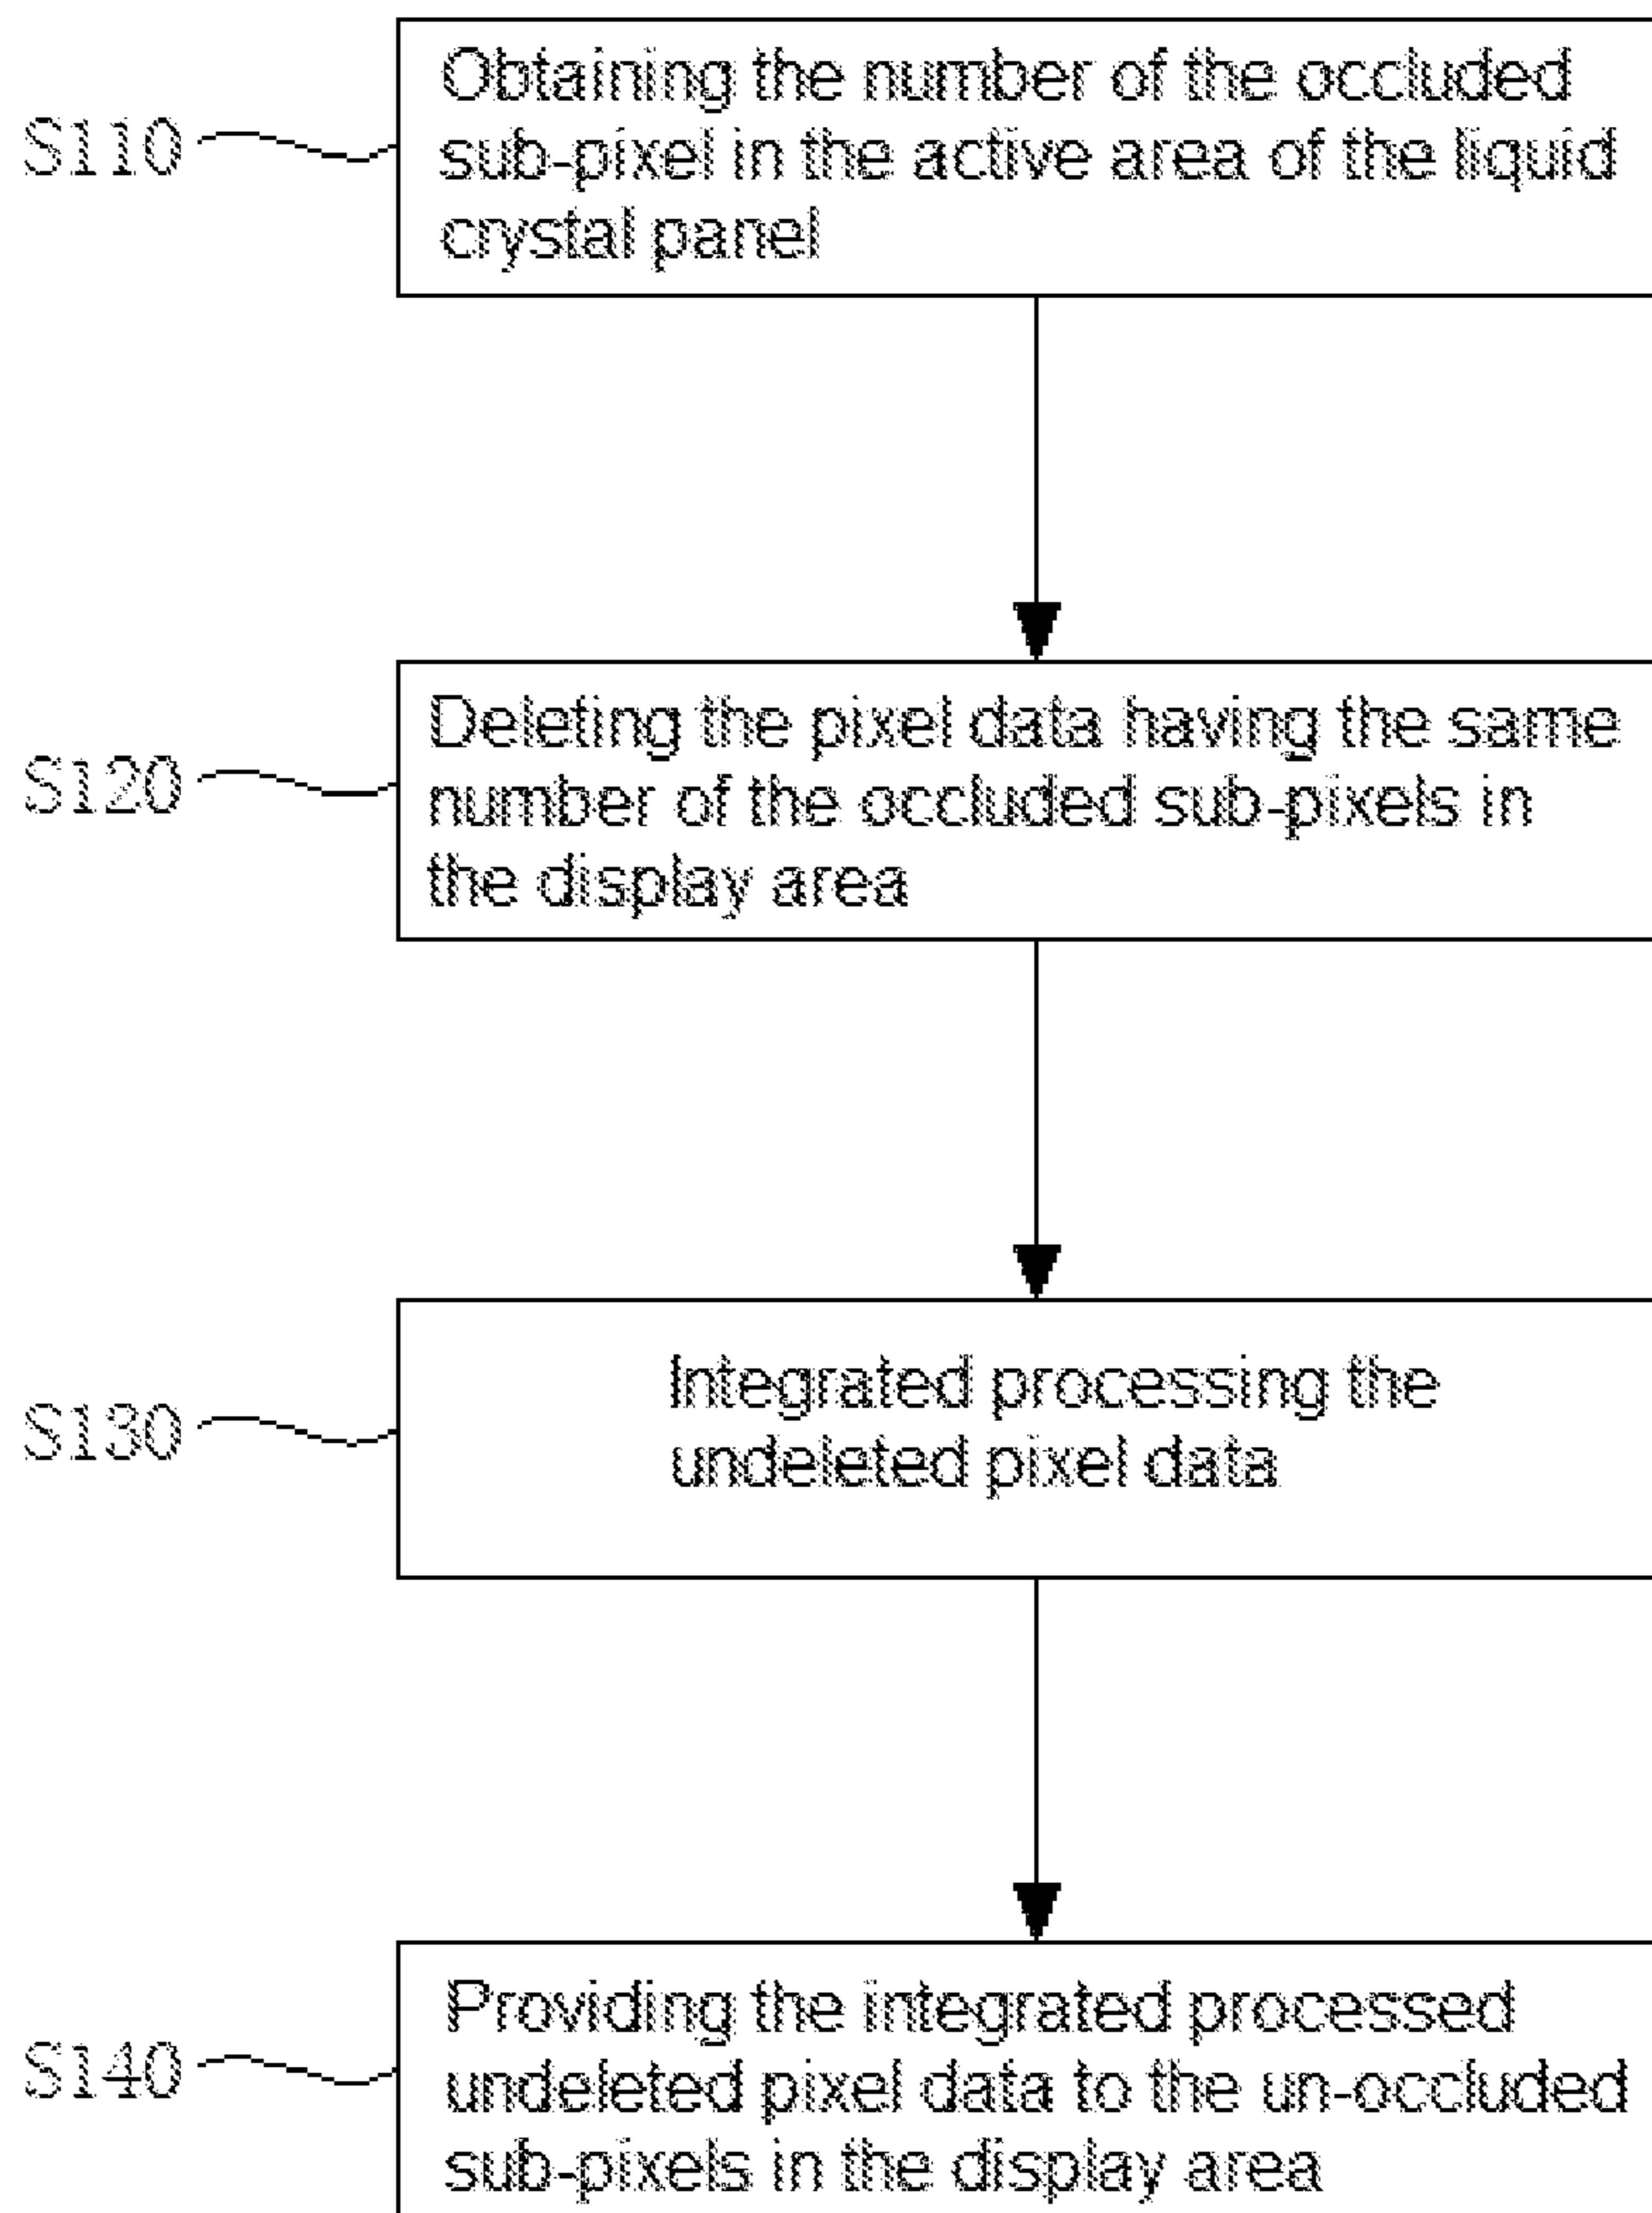 Obtaining the number of the occluded
S110
sub-pixel in the active area of the liquid
crystal panel
Deleting the pixel data having the same
S120
number of the occluded sub-pixels in
the display area
Integrated processing the
S130
undeleted pixel data
Providing the integrated processed
S140
undeleted pixel data to the un-occluded
sub-pixels in the display area